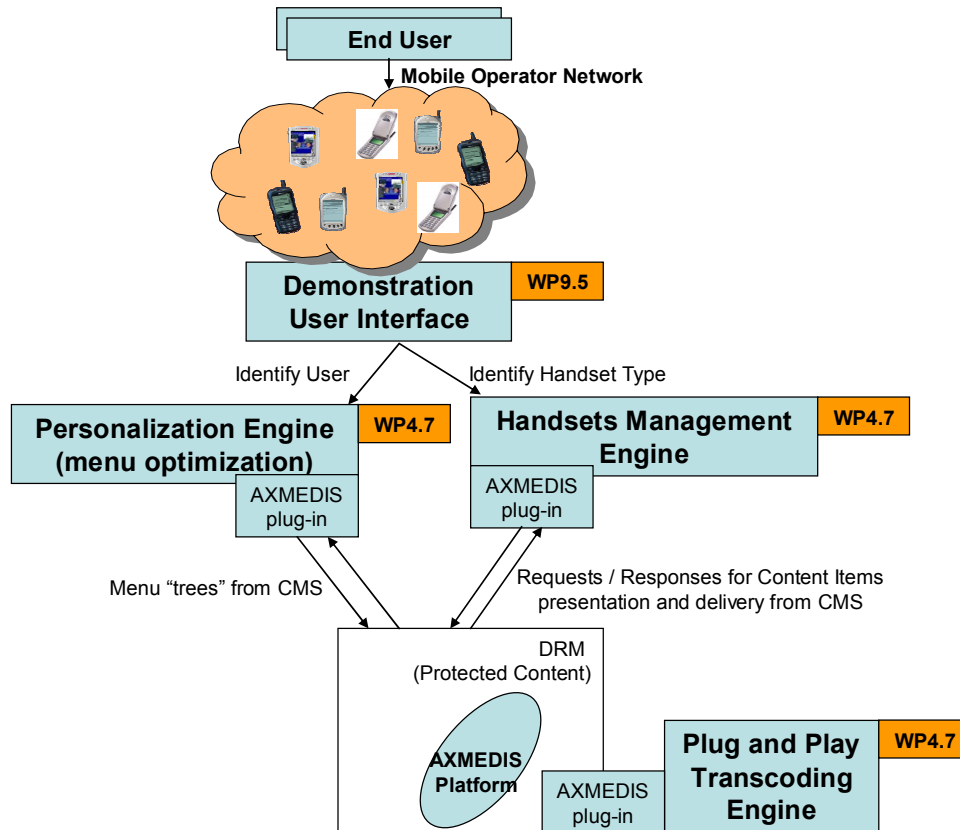 End User
Mobile Operator Network
Demonstration
User Interface
WP9.5
Identify User
Identify Handset Type
Personalization Engine
(menu optimization)
WP4.7
Handsets Management
Engine
WP4.7
AXMEDIS
plug-in
AXMEDIS
plug-in
Menu “trees” from CMS
Requests / Responses for Content Items
presentation and delivery from CMS
DRM
(Protected Content)
AXMEDIS
Platform
AXMEDIS
plug-in
Plug and Play
Transcoding
Engine
WP4.7